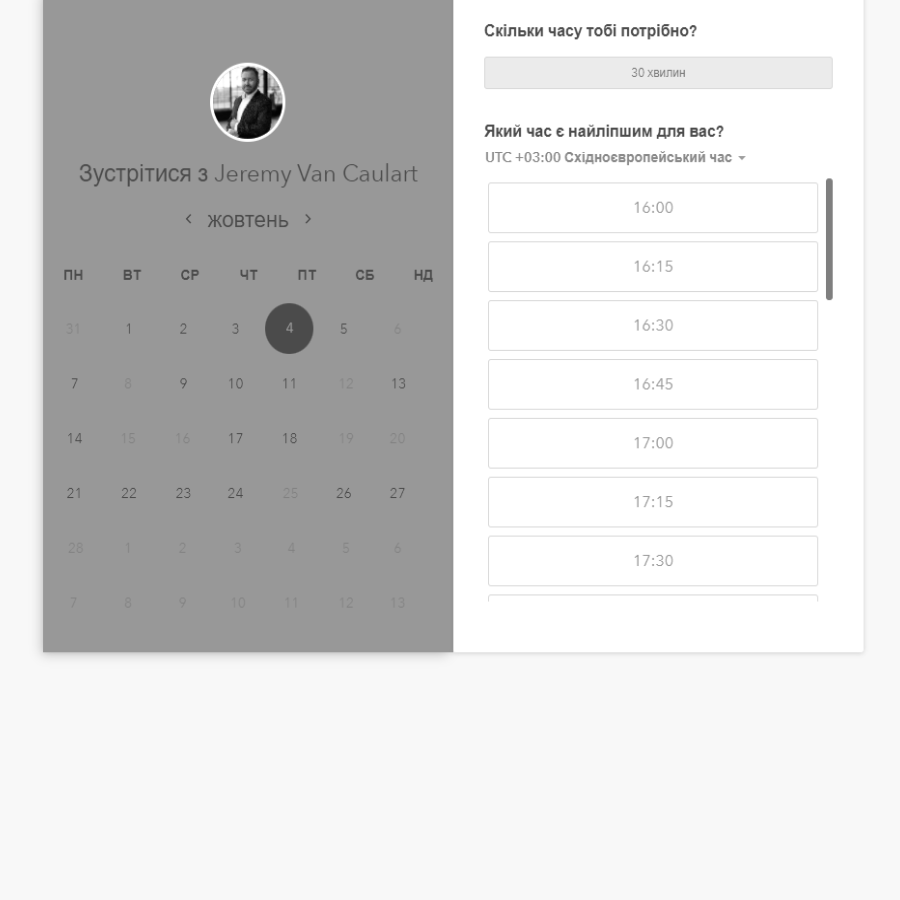 Зустрітися з Jeremy Van Caulart
жовтень
ПН ВТ СР ЧТ ПТ СБ НД
31 1 2 3 4 5 6
7 8 9 10 11 12 13
14 15 16 17 18 19 20
21 22 23 24 25 26 27
28 1 2 3 4 5 6
7 8 9 10 11 12 13
Скільки часу тобі потрібно?
30 хвилин
Який час є найліпшим для вас?
UTC +03:00 Східноєвропейський час
16:00
16:15
16:30
16:45
17:00
17:15
17:30